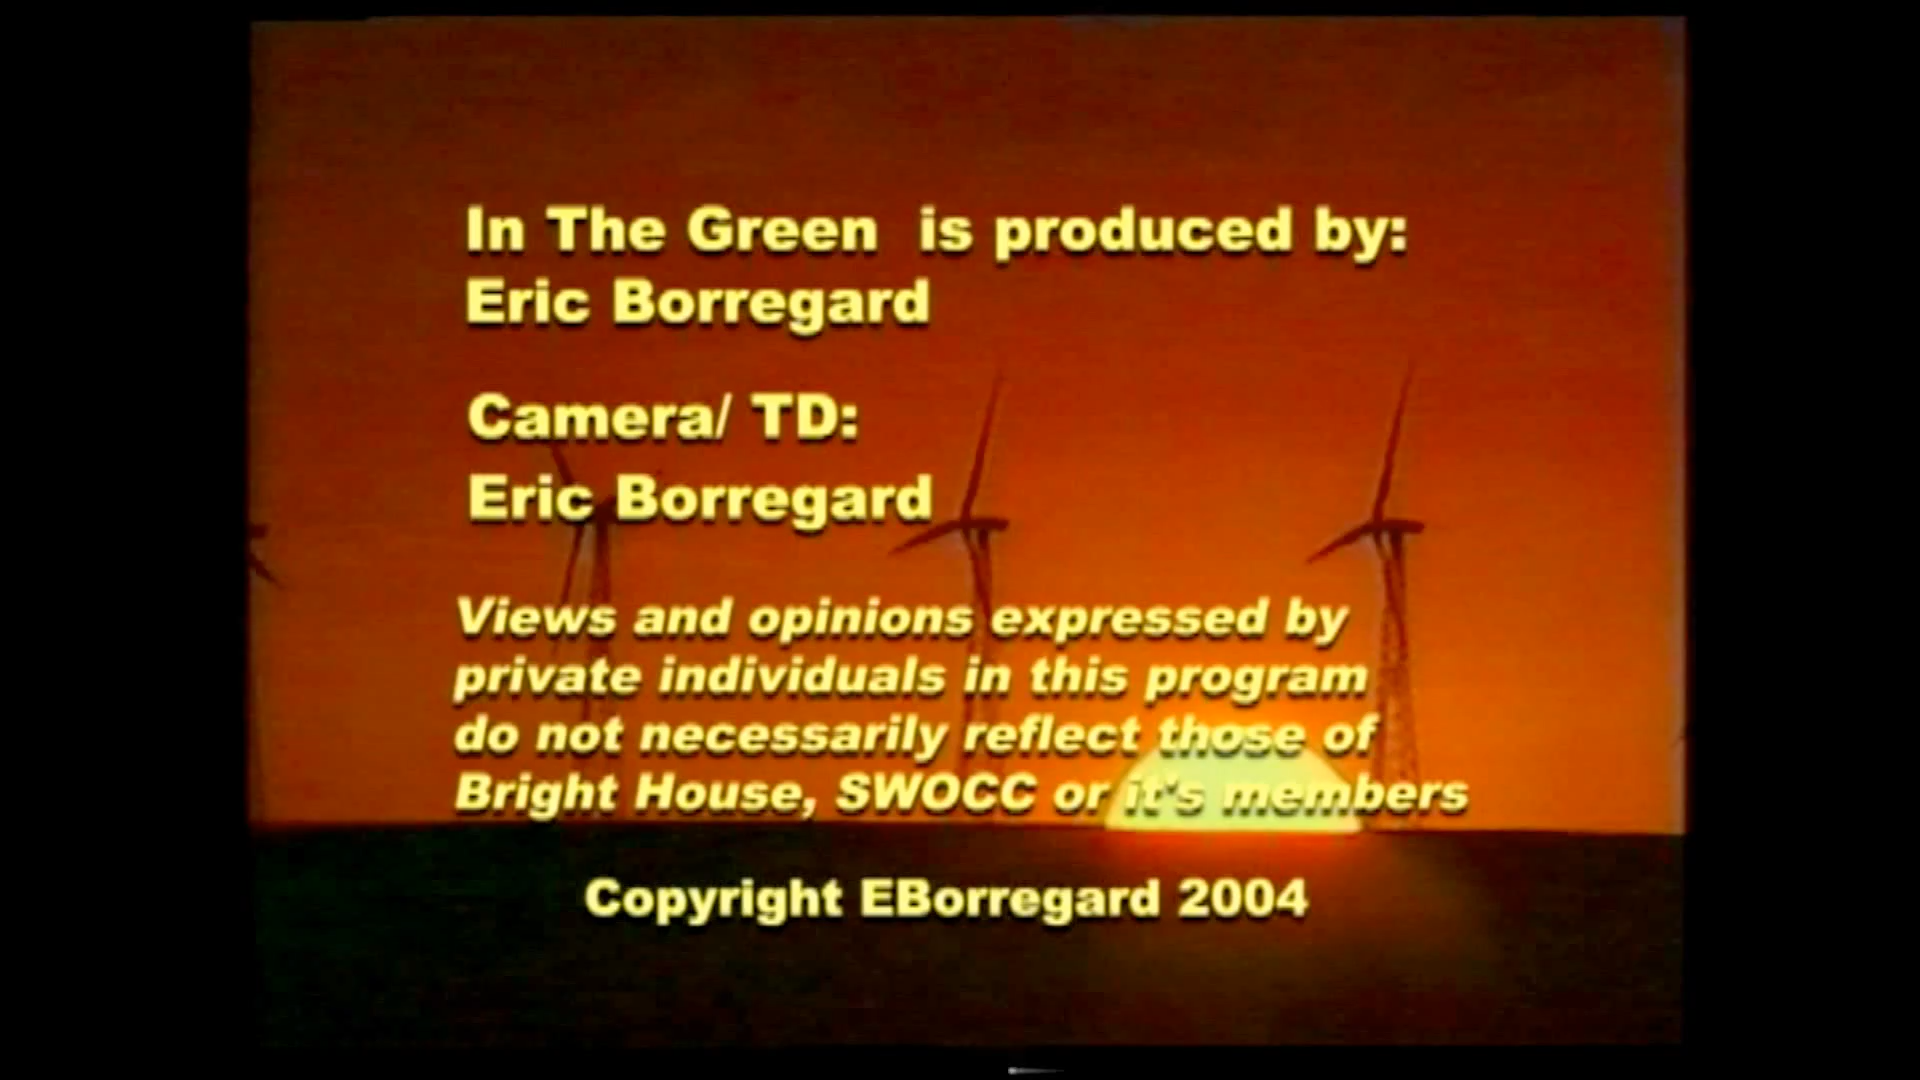 In The Green is produced by:
Eric Borregard
Camera/ TD:
Eric Borregard
Views and opinions expressed by
private individuals in this program
do not necessarily reflect those of
Bright House, SWOCC or it's members
Copyright EBorregard 2004